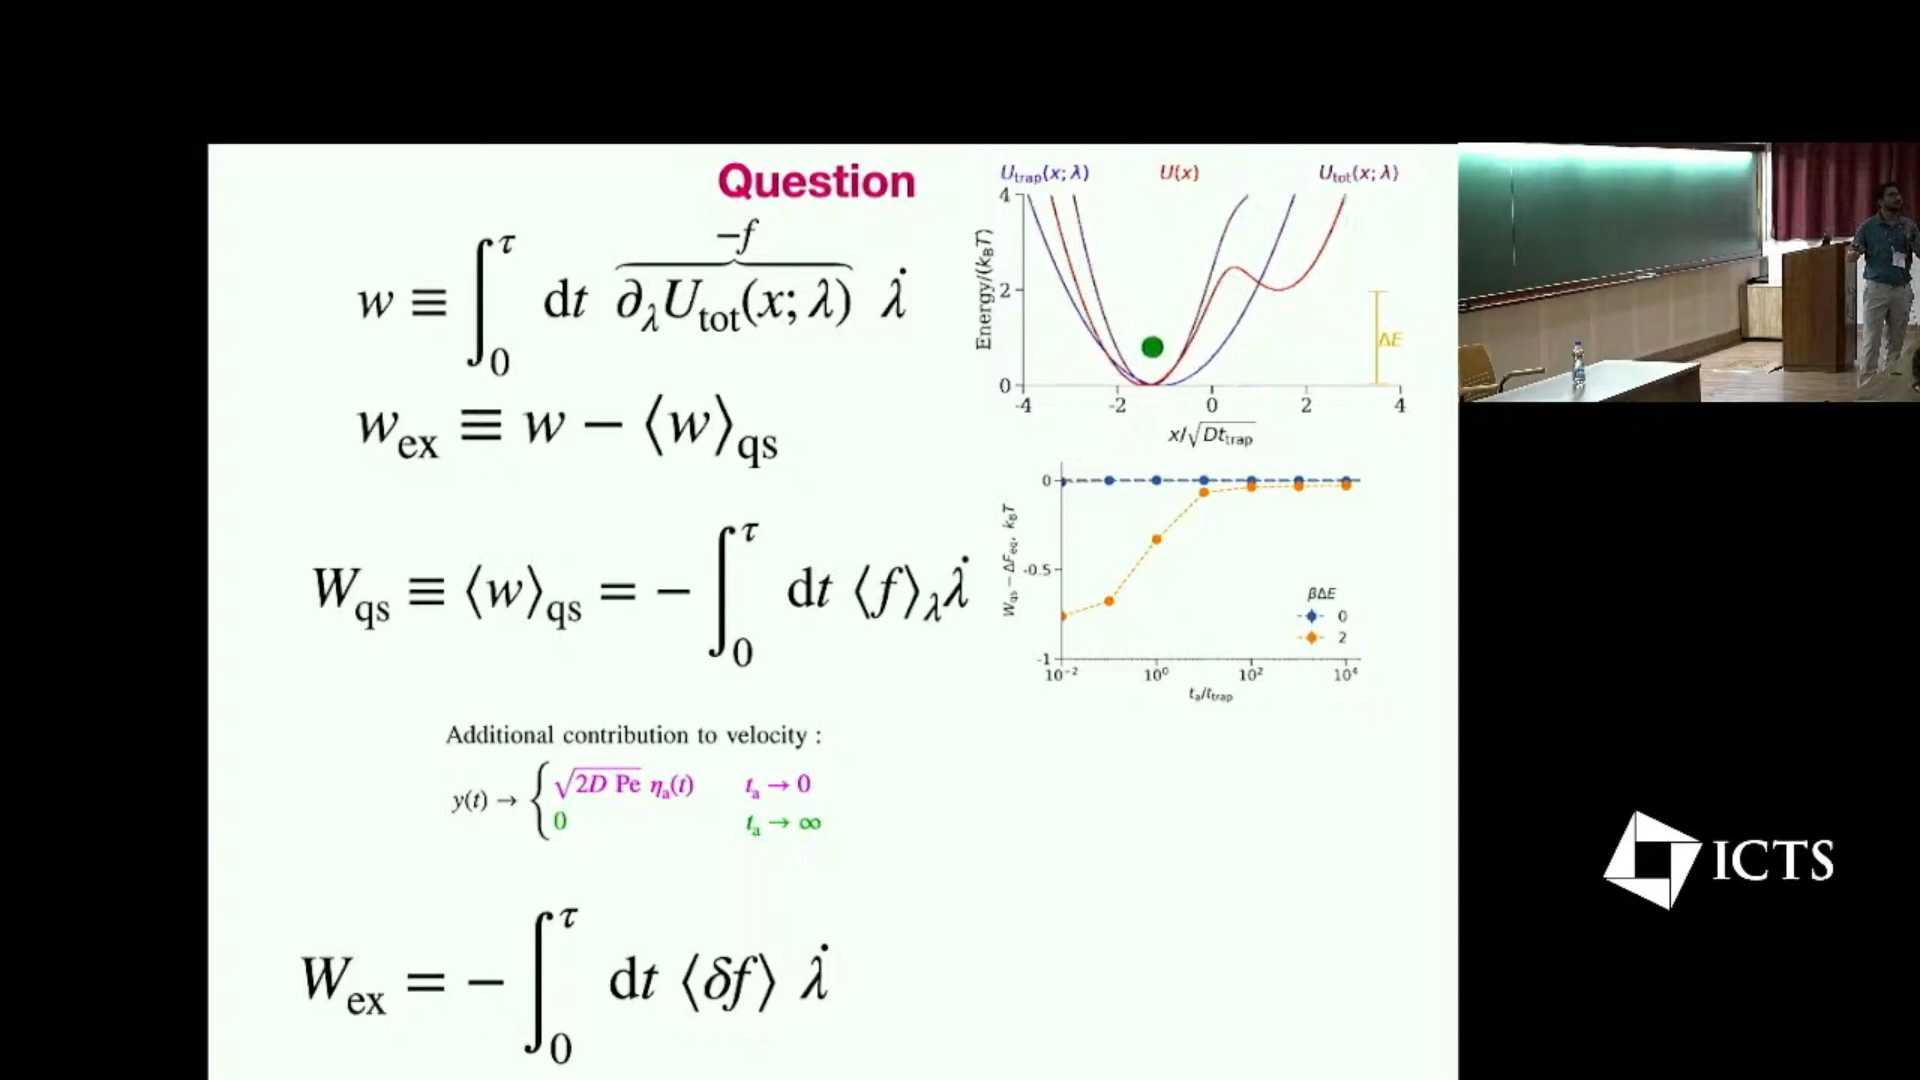 Question
w ≡ ∫₀^τ dt \overbrace{∂_λ U_tot(x; λ)}^{−f} λ̇
w_ex ≡ w − ⟨w⟩_qs
W_qs ≡ ⟨w⟩_qs = − ∫₀^τ dt ⟨f⟩_λ λ̇
Additional contribution to velocity :
y(t) → { √(2D Pe) η_a(t) t_a → 0
0 t_a → ∞
W_ex = − ∫₀^τ dt ⟨δf⟩ λ̇
U_trap(x; λ) U(x) U_tot(x; λ)
Energy/(k_BT)
4
2
0
ΔE
-4 -2 0 2 4
x/√(Dt_trap)
W_qs − ΔF_eq, k_BT
0
-0.5
-1
βΔE
0
2
10⁻² 10⁰ 10² 10⁴
t_a/t_trap
ICTS